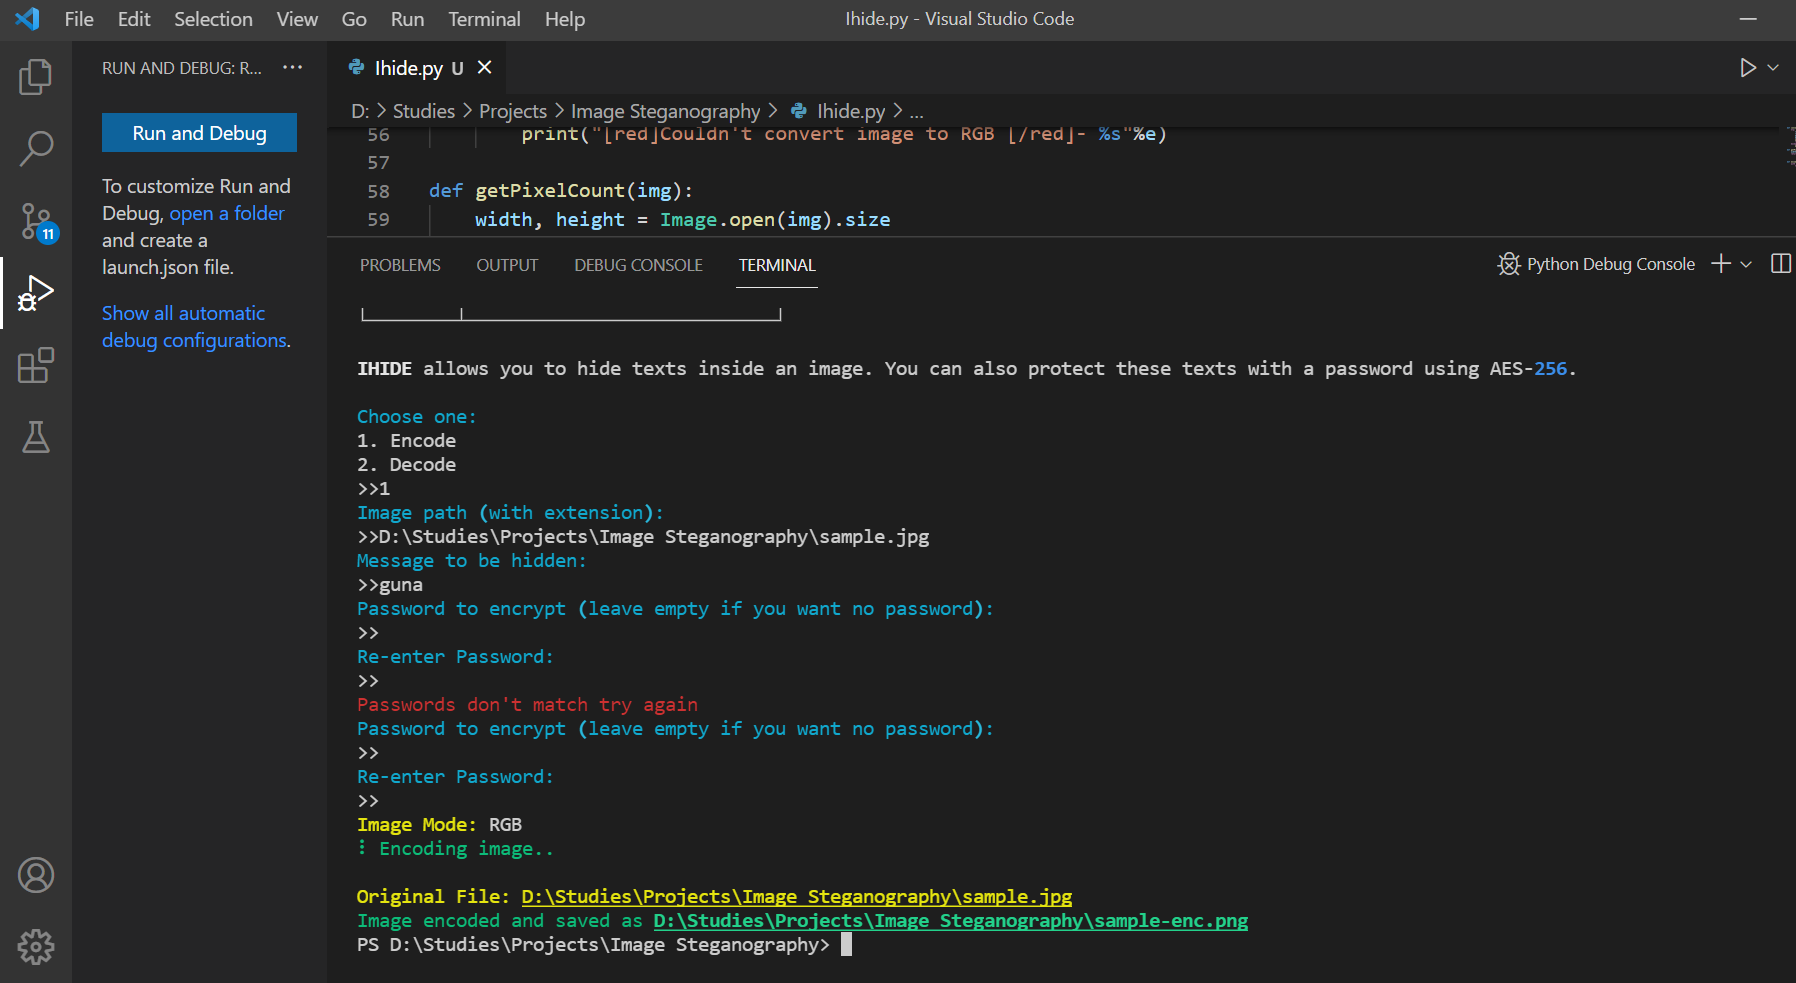 File Edit Selection View Go Run Terminal Help
Ihide.py - Visual Studio Code
RUN AND DEBUG: R...
Ihide.py U
Run and Debug
D: > Studies > Projects > Image Steganography > Ihide.py > ...
To customize Run and
Debug, open a folder
and create a
launch.json file.
Show all automatic
debug configurations.
11
56 print("[red]Couldn't convert image to RGB [/red]- %s"%e)
57
58 def getPixelCount(img):
59 width, height = Image.open(img).size
PROBLEMS OUTPUT DEBUG CONSOLE TERMINAL
Python Debug Console
IHIDE allows you to hide texts inside an image. You can also protect these texts with a password using AES-256.
Choose one:
1. Encode
2. Decode
>>1
Image path (with extension):
>>D:\Studies\Projects\Image Steganography\sample.jpg
Message to be hidden:
>>guna
Password to encrypt (leave empty if you want no password):
>>
Re-enter Password:
>>
Passwords don't match try again
Password to encrypt (leave empty if you want no password):
>>
Re-enter Password:
>>
Image Mode: RGB
⠇ Encoding image..
Original File: D:\Studies\Projects\Image Steganography\sample.jpg
Image encoded and saved as D:\Studies\Projects\Image Steganography\sample-enc.png
PS D:\Studies\Projects\Image Steganography>